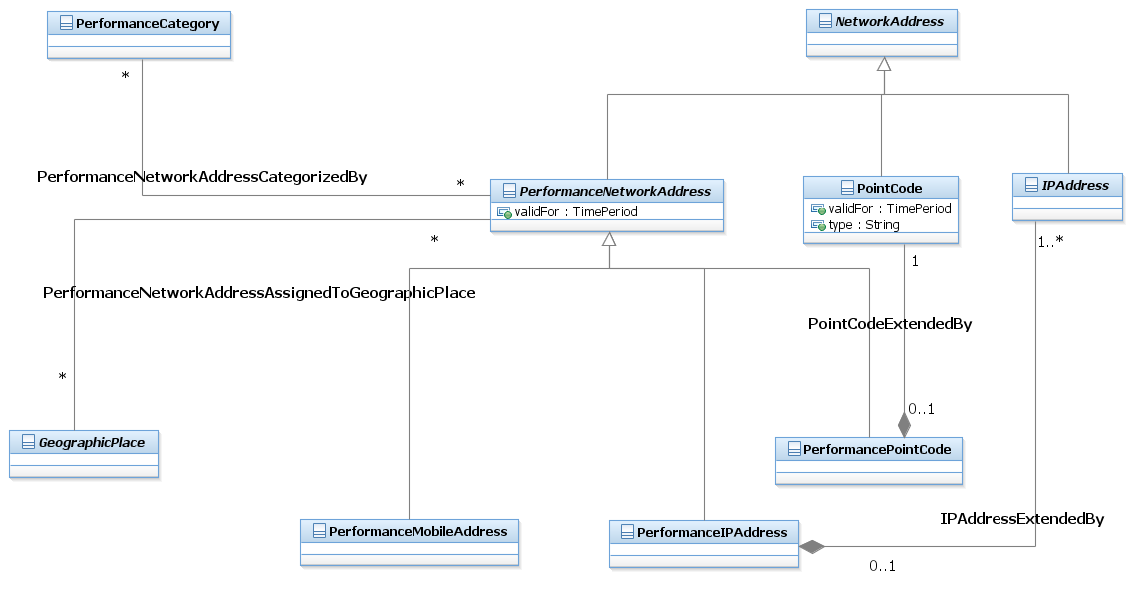 PerformanceCategory
NetworkAddress
*
PerformanceNetworkAddressCategorizedBy
*
PerformanceNetworkAddress
validFor : TimePeriod
PointCode
validFor : TimePeriod
type : String
IPAddress
*
1..*
1
PerformanceNetworkAddressAssignedToGeographicPlace
PointCodeExtendedBy
*
0..1
GeographicPlace
PerformancePointCode
IPAddressExtendedBy
PerformanceMobileAddress
PerformanceIPAddress
0..1